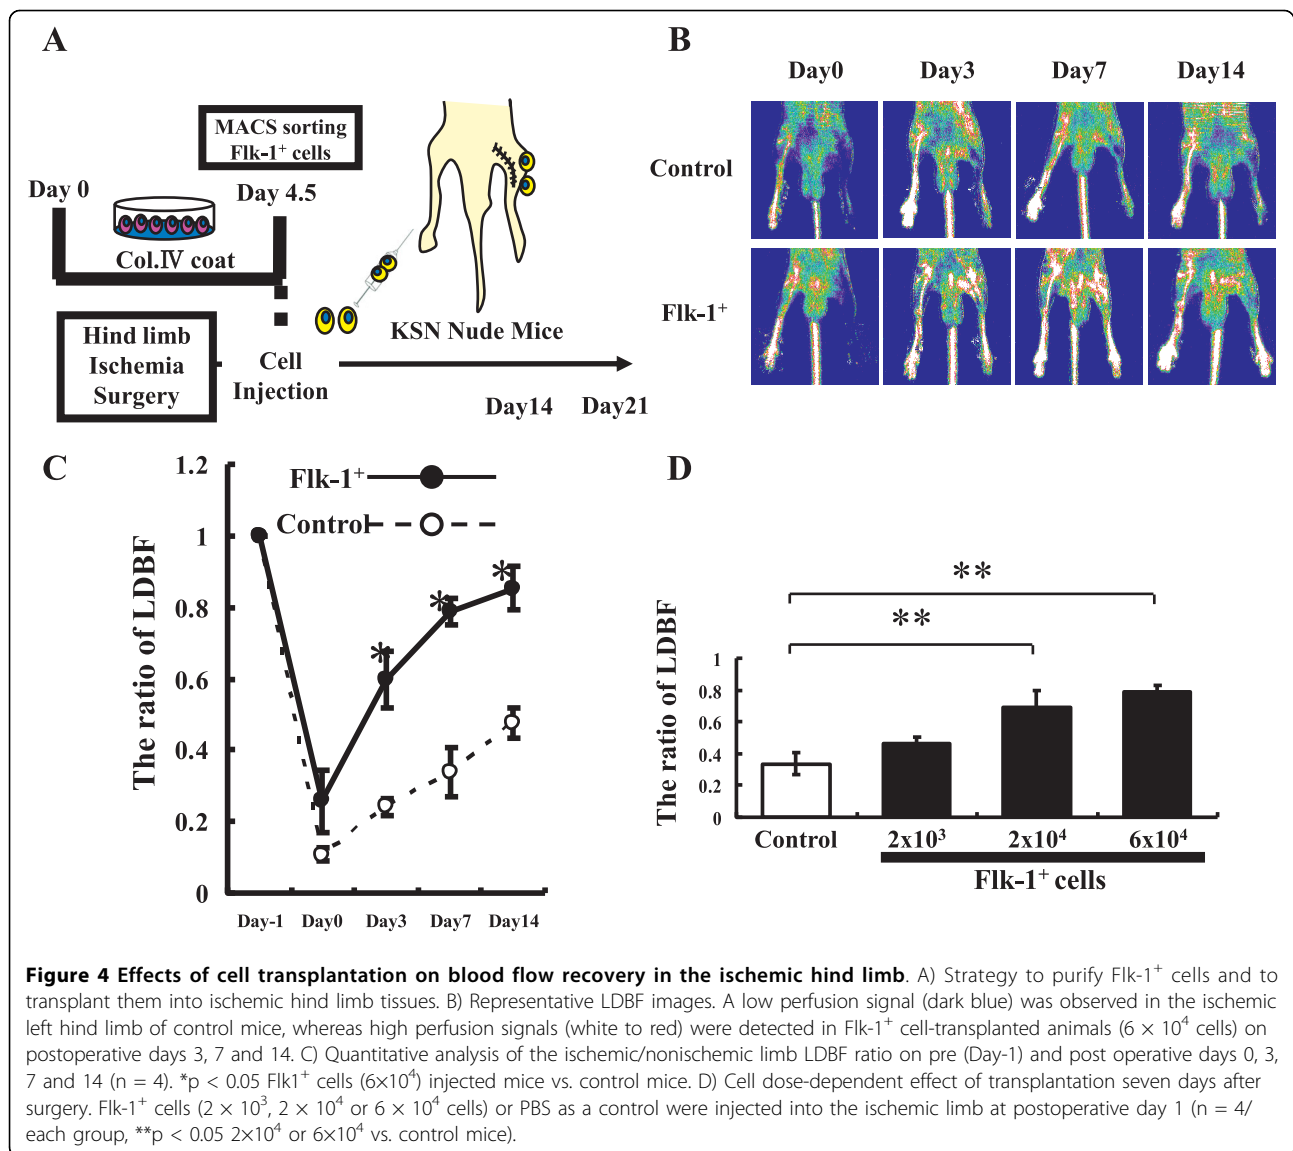 A
MACS sorting
Flk-1⁺ cells
Day 0
Day 4.5
Col.IV coat
Hind limb
Ischemia
Surgery
Cell
Injection
KSN Nude Mice
Day14 Day21
B
Day0 Day3 Day7 Day14
Control
Flk-1⁺
C
The ratio of LDBF
1.2
1
0.8
0.6
0.4
0.2
0
Flk-1⁺
Control
*
*
*
Day-1 Day0 Day3 Day7 Day14
D
The ratio of LDBF
1
0.8
0.6
0.4
0.2
0
**
**
Control 2x10³ 2x10⁴ 6x10⁴
Flk-1⁺ cells
Figure 4 Effects of cell transplantation on blood flow recovery in the ischemic hind limb. A) Strategy to purify Flk-1⁺ cells and to
transplant them into ischemic hind limb tissues. B) Representative LDBF images. A low perfusion signal (dark blue) was observed in the ischemic
left hind limb of control mice, whereas high perfusion signals (white to red) were detected in Flk-1⁺ cell-transplanted animals (6 × 10⁴ cells) on
postoperative days 3, 7 and 14. C) Quantitative analysis of the ischemic/nonischemic limb LDBF ratio on pre (Day-1) and post operative days 0, 3,
7 and 14 (n = 4). *p < 0.05 Flk1⁺ cells (6×10⁴) injected mice vs. control mice. D) Cell dose-dependent effect of transplantation seven days after
surgery. Flk-1⁺ cells (2 × 10³, 2 × 10⁴ or 6 × 10⁴ cells) or PBS as a control were injected into the ischemic limb at postoperative day 1 (n = 4/
each group, **p < 0.05 2×10⁴ or 6×10⁴ vs. control mice).